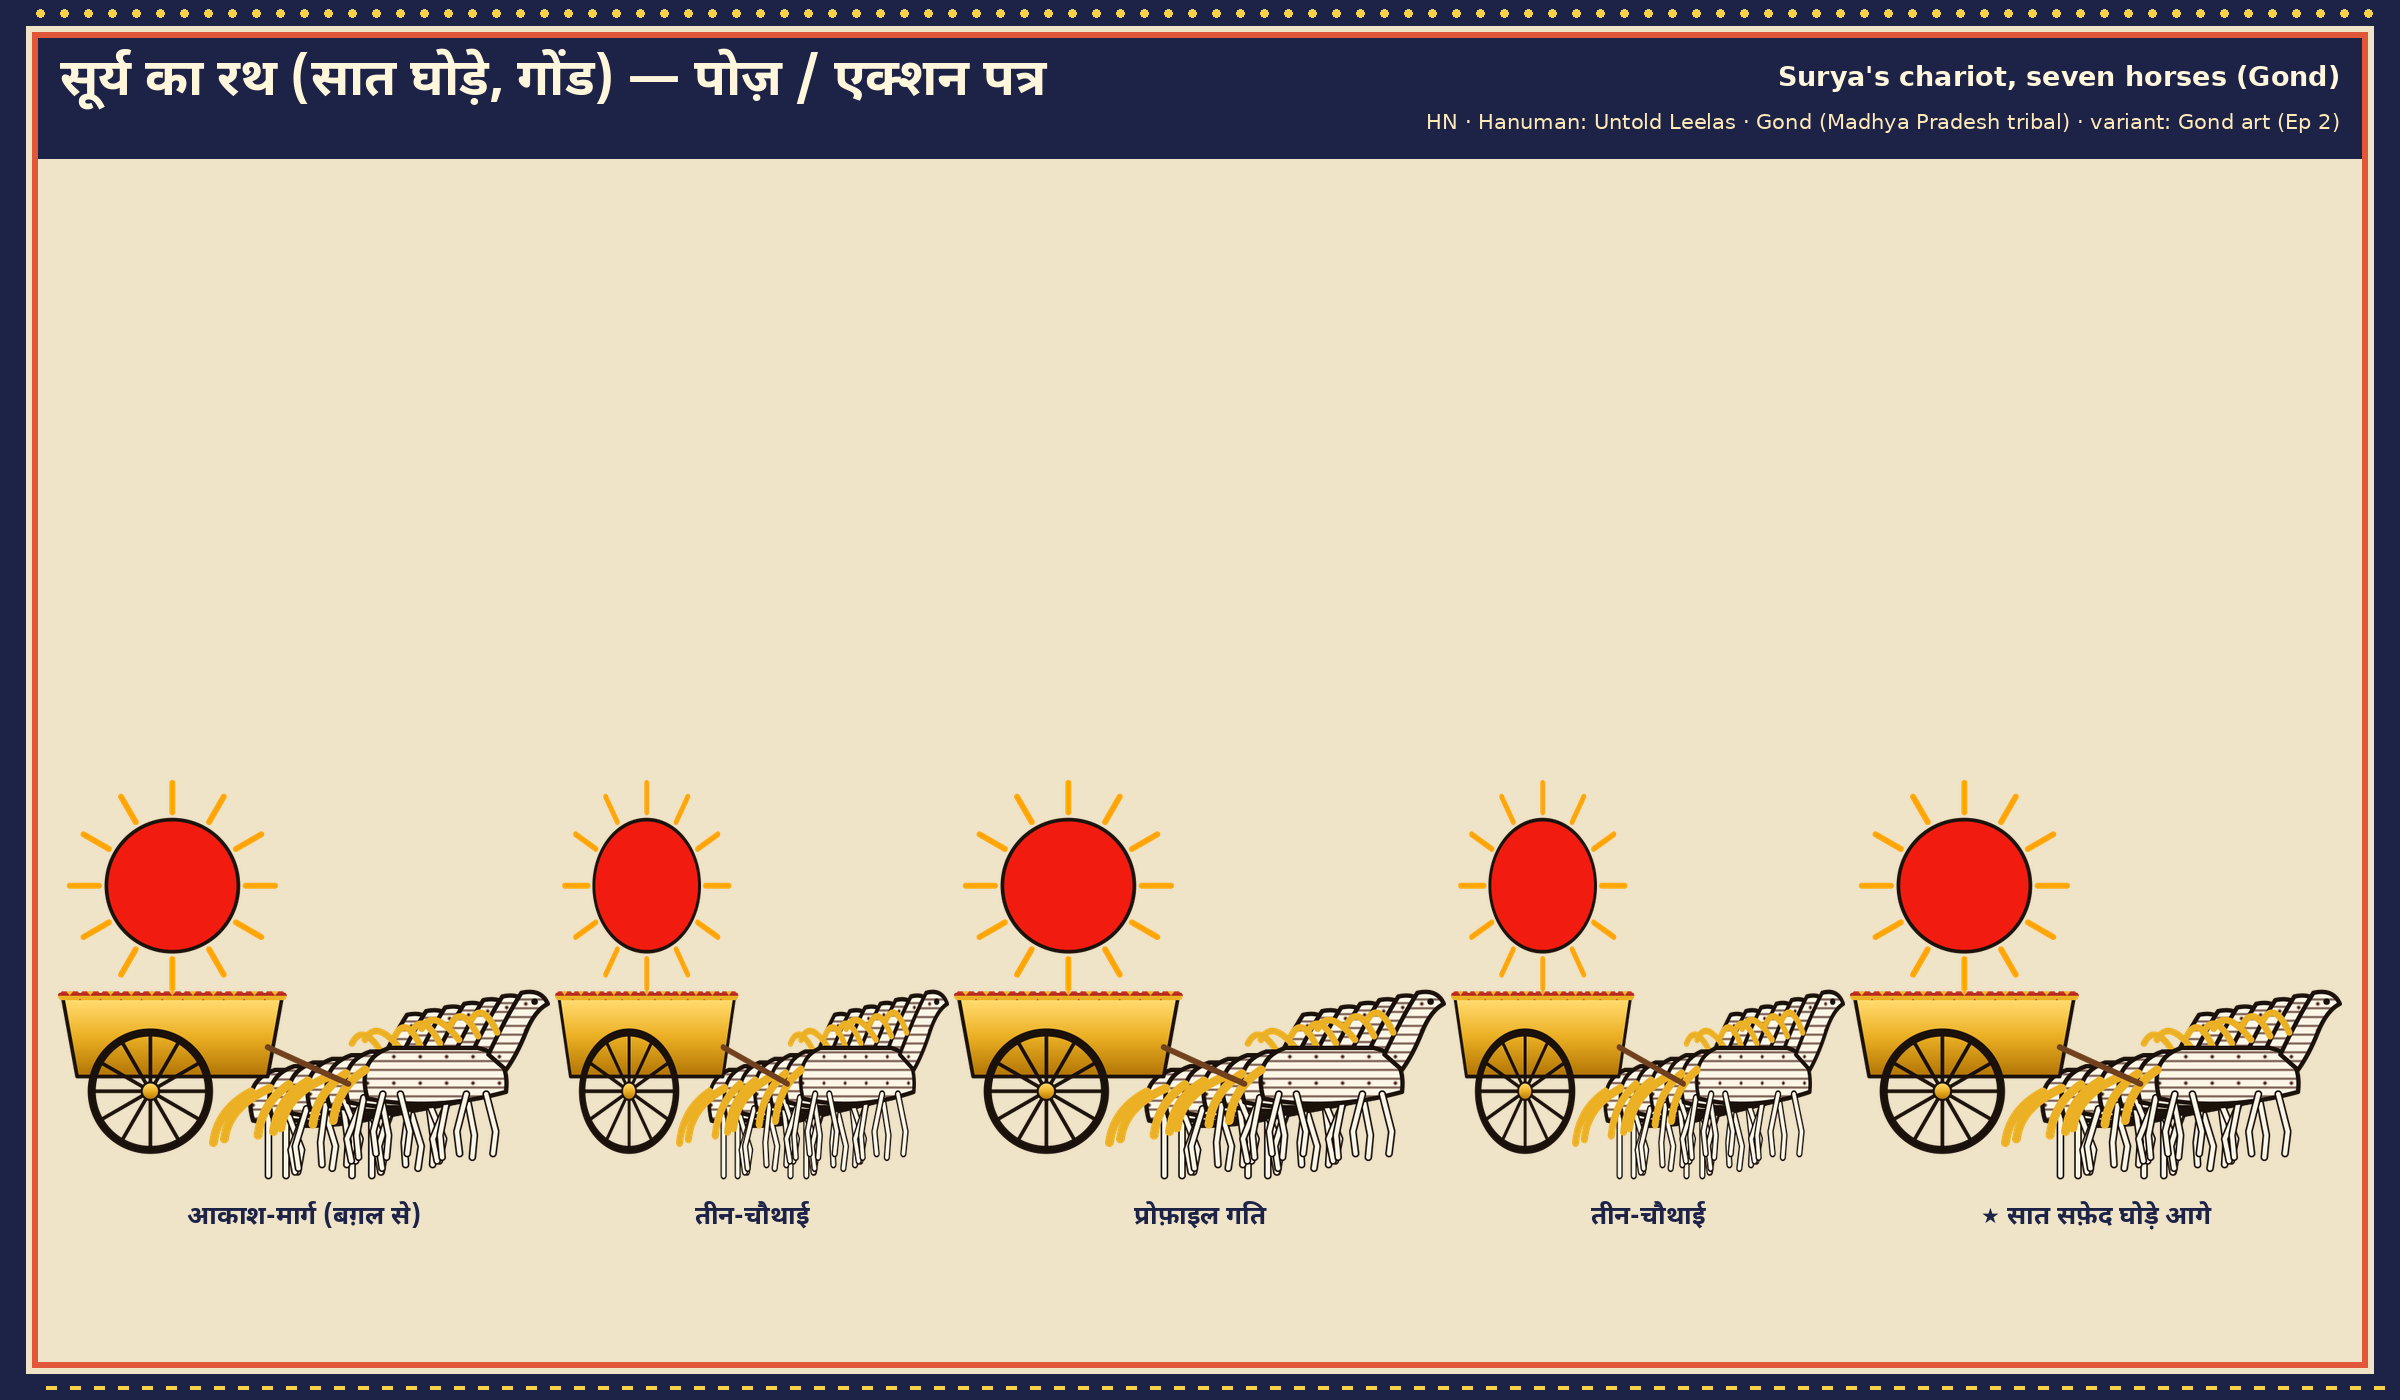 सूर्य का रथ (सात घोड़े, गोंड) — पोज़ / एक्शन पत्र
Surya's chariot, seven horses (Gond)
HN · Hanuman: Untold Leelas · Gond (Madhya Pradesh tribal) · variant: Gond art (Ep 2)
आकाश-मार्ग (बग़ल से)
तीन-चौथाई
प्रोफ़ाइल गति
तीन-चौथाई
★ सात सफ़ेद घोड़े आगे